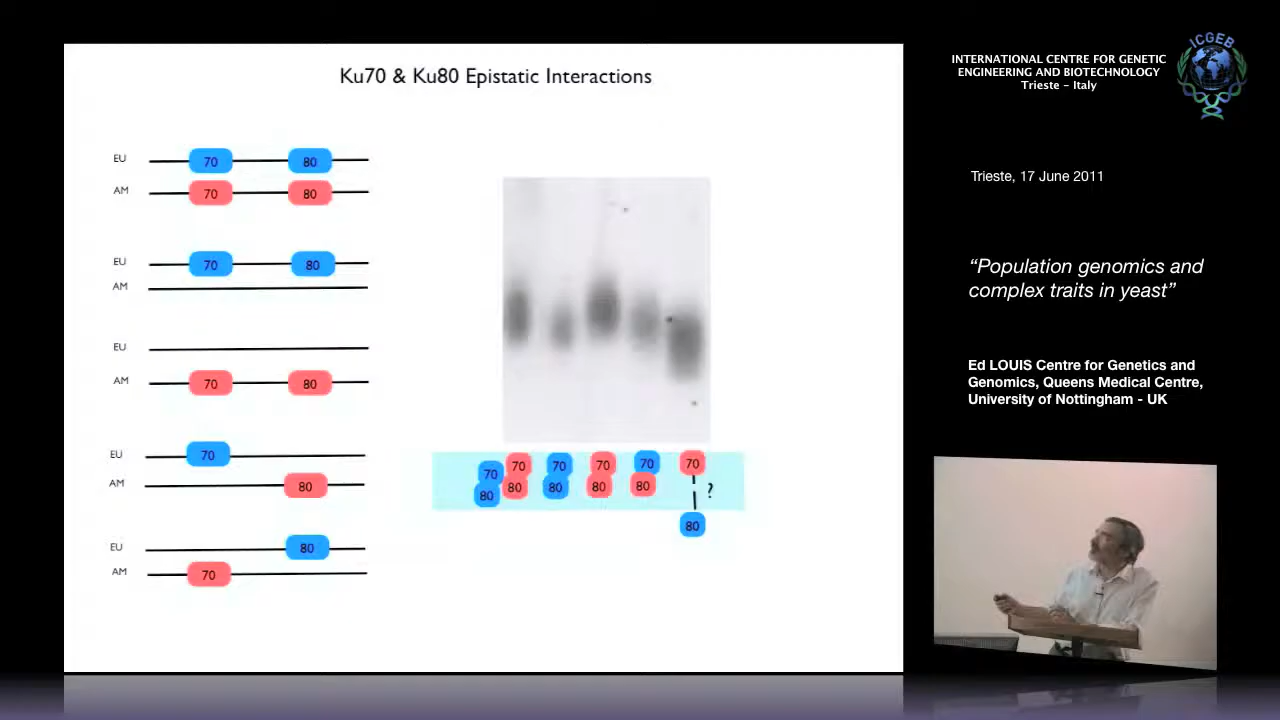 Ku70 & Ku80 Epistatic Interactions
EU 70 80
AM 70 80
EU 70 80
AM
EU
AM 70 80
EU 70
AM 80
EU 80
AM 70
70 70 70 70 70 70
80 80 80 80 80 ?
80
ICGEB
INTERNATIONAL CENTRE FOR GENETIC
ENGINEERING AND BIOTECHNOLOGY
Trieste - Italy
Trieste, 17 June 2011
“Population genomics and
complex traits in yeast”
Ed LOUIS Centre for Genetics and
Genomics, Queens Medical Centre,
University of Nottingham - UK